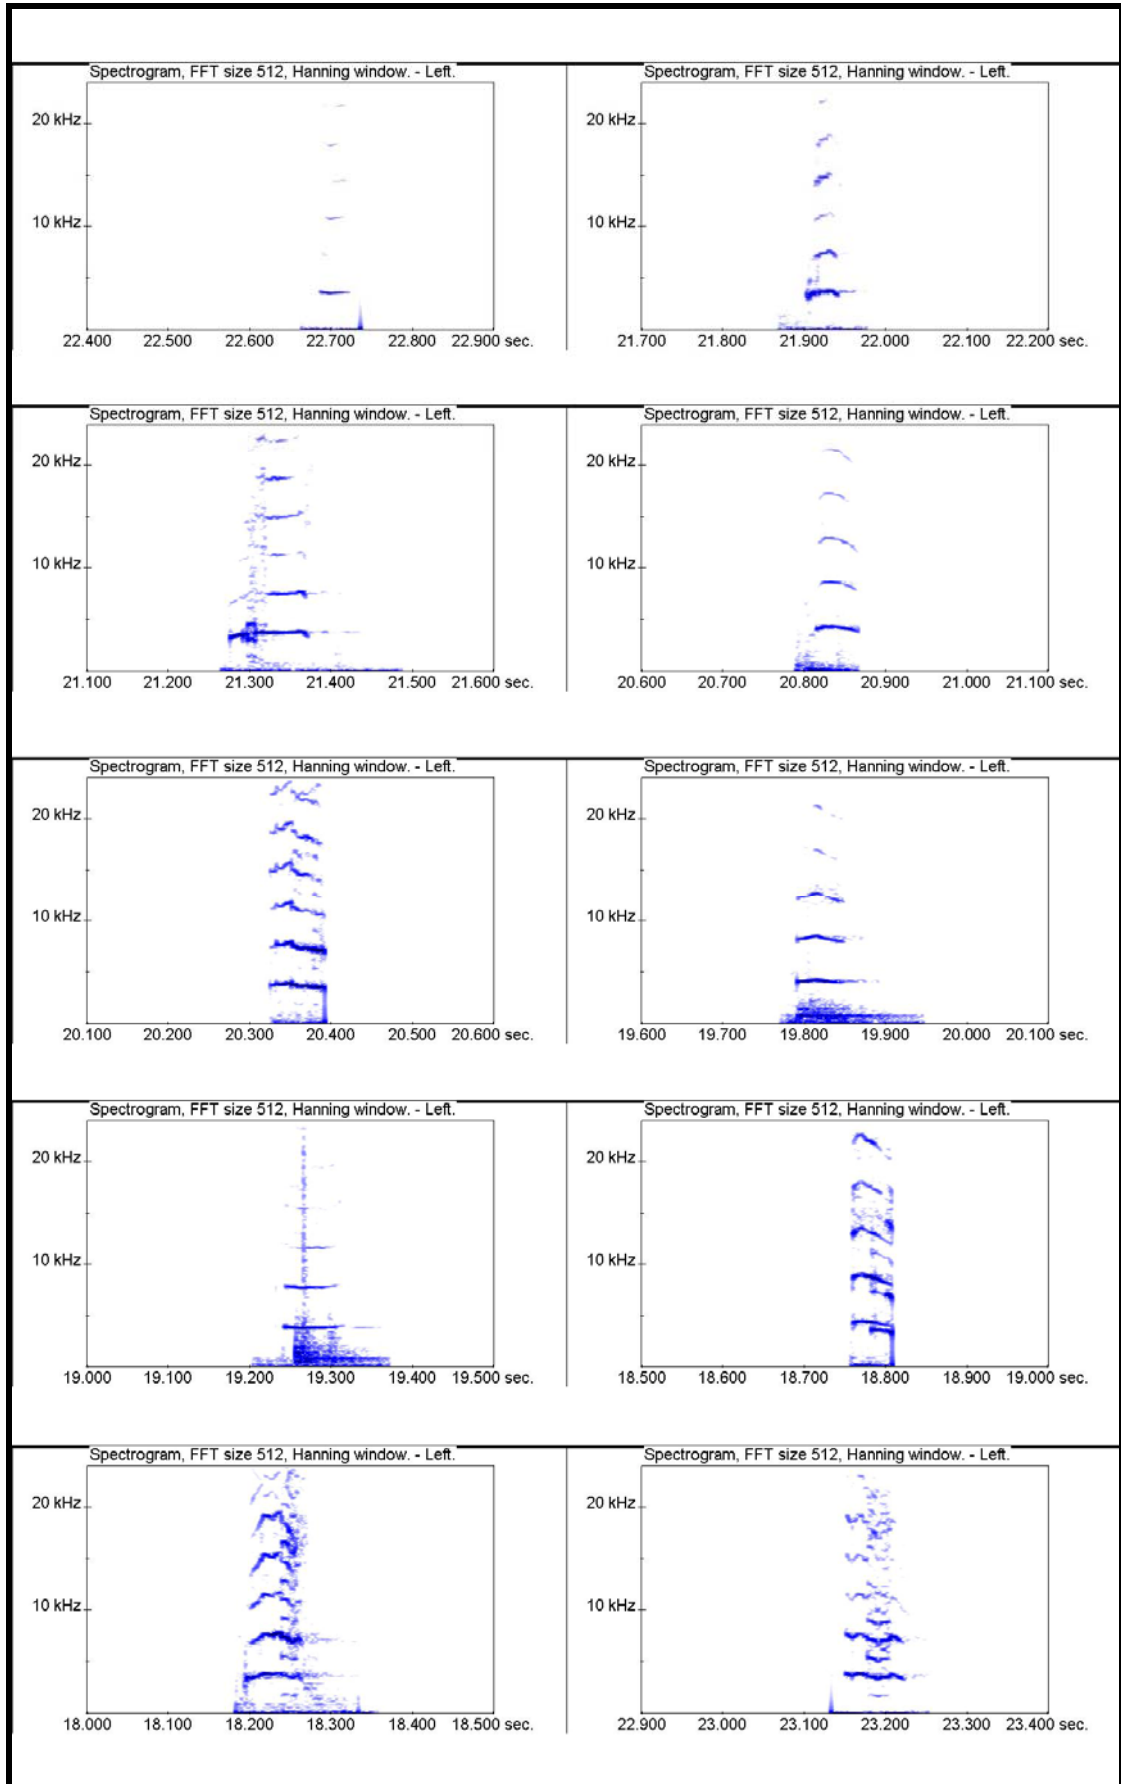 Spectrogram, FFT size 512, Hanning window. - Left.
20 kHz
10 kHz
22.400 22.500 22.600 22.700 22.800 22.900 sec.
Spectrogram, FFT size 512, Hanning window. - Left.
20 kHz
10 kHz
21.700 21.800 21.900 22.000 22.100 22.200 sec.
Spectrogram, FFT size 512, Hanning window. - Left.
20 kHz
10 kHz
21.100 21.200 21.300 21.400 21.500 21.600 sec.
Spectrogram, FFT size 512, Hanning window. - Left.
20 kHz
10 kHz
20.600 20.700 20.800 20.900 21.000 21.100 sec.
Spectrogram, FFT size 512, Hanning window. - Left.
20 kHz
10 kHz
20.100 20.200 20.300 20.400 20.500 20.600 sec.
Spectrogram, FFT size 512, Hanning window. - Left.
20 kHz
10 kHz
19.600 19.700 19.800 19.900 20.000 20.100 sec.
Spectrogram, FFT size 512, Hanning window. - Left.
20 kHz
10 kHz
19.000 19.100 19.200 19.300 19.400 19.500 sec.
Spectrogram, FFT size 512, Hanning window. - Left.
20 kHz
10 kHz
18.500 18.600 18.700 18.800 18.900 19.000 sec.
Spectrogram, FFT size 512, Hanning window. - Left.
20 kHz
10 kHz
18.000 18.100 18.200 18.300 18.400 18.500 sec.
Spectrogram, FFT size 512, Hanning window. - Left.
20 kHz
10 kHz
22.900 23.000 23.100 23.200 23.300 23.400 sec.